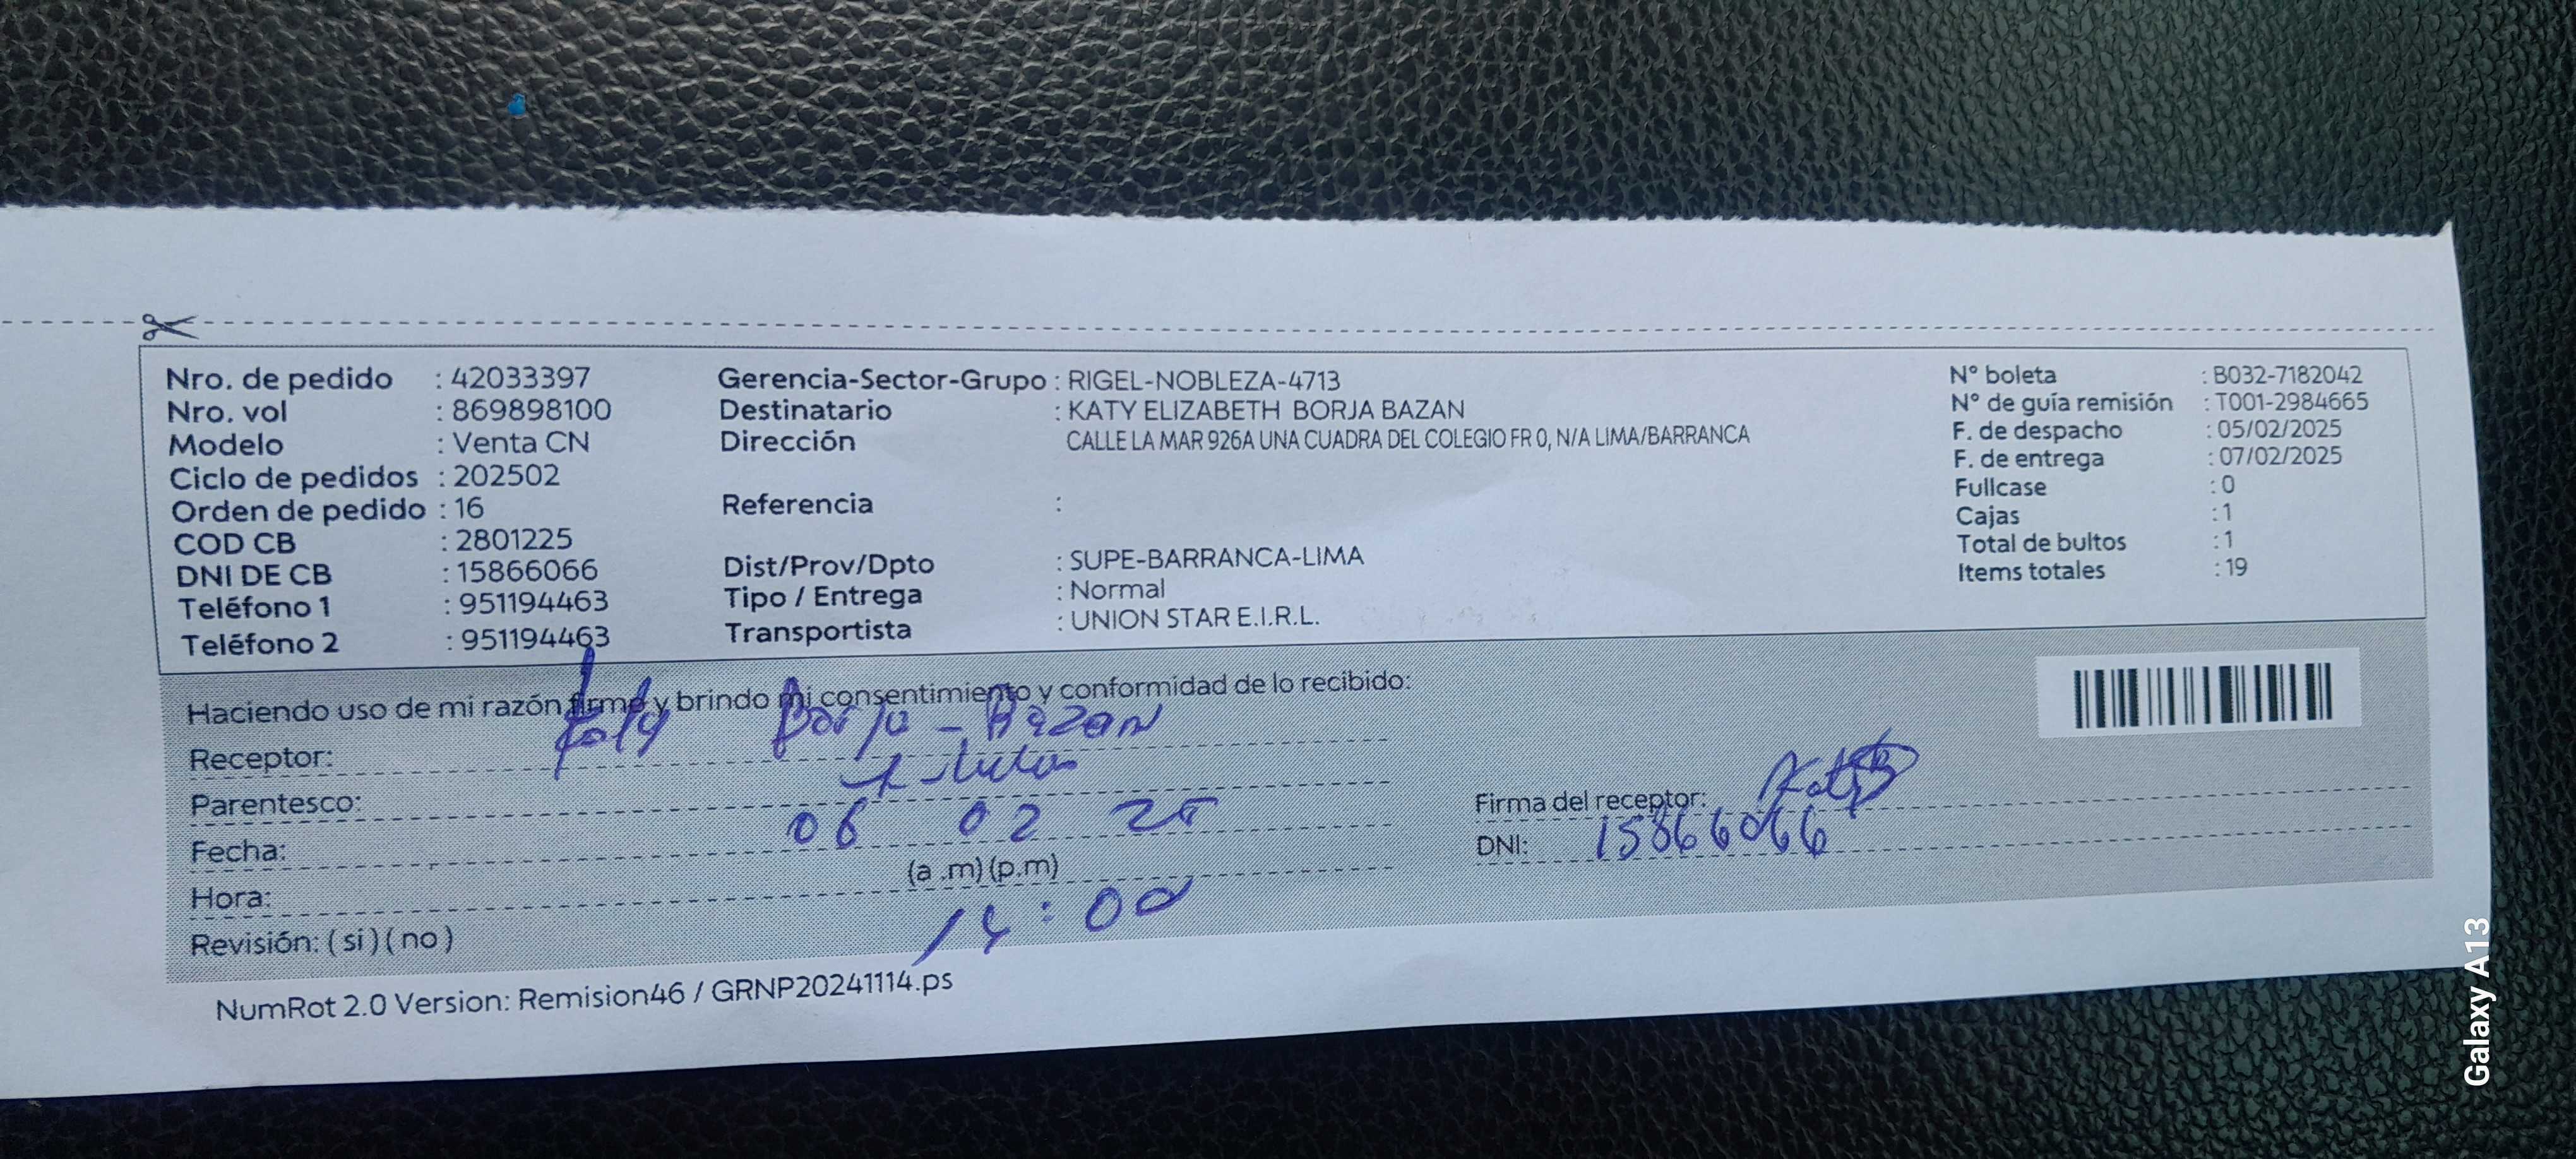 Nro. de pedido : 42033397
Nro. vol : 869898100
Modelo : Venta CN
Ciclo de pedidos : 202502
Orden de pedido : 16
COD CB : 2801225
DNI DE CB : 15866066
Teléfono 1 : 951194463
Teléfono 2 : 951194463
Gerencia-Sector-Grupo : RIGEL-NOBLEZA-4713
Destinatario : KATY ELIZABETH BORJA BAZAN
Dirección CALLE LA MAR 926A UNA CUADRA DEL COLEGIO FR 0, N/A LIMA/BARRANCA
Referencia :
Dist/Prov/Dpto : SUPE-BARRANCA-LIMA
Tipo / Entrega : Normal
Transportista : UNION STAR E.I.R.L.
N° boleta : B032-7182042
N° de guía remisión : T001-2984665
F. de despacho : 05/02/2025
F. de entrega : 07/02/2025
Fullcase : 0
Cajas : 1
Total de bultos : 1
Items totales : 19
Haciendo uso de mi razón firmo y brindo mi consentimiento y conformidad de lo recibido:
Receptor: Katy Borja - Bazan
Parentesco:
Fecha: 06 02 25
Hora: (a .m) (p.m)
14:00
Revisión: ( si ) ( no )
Firma del receptor: Katy B
DNI: 15866066
NumRot 2.0 Version: Remision46 / GRNP20241114.ps
Galaxy A13